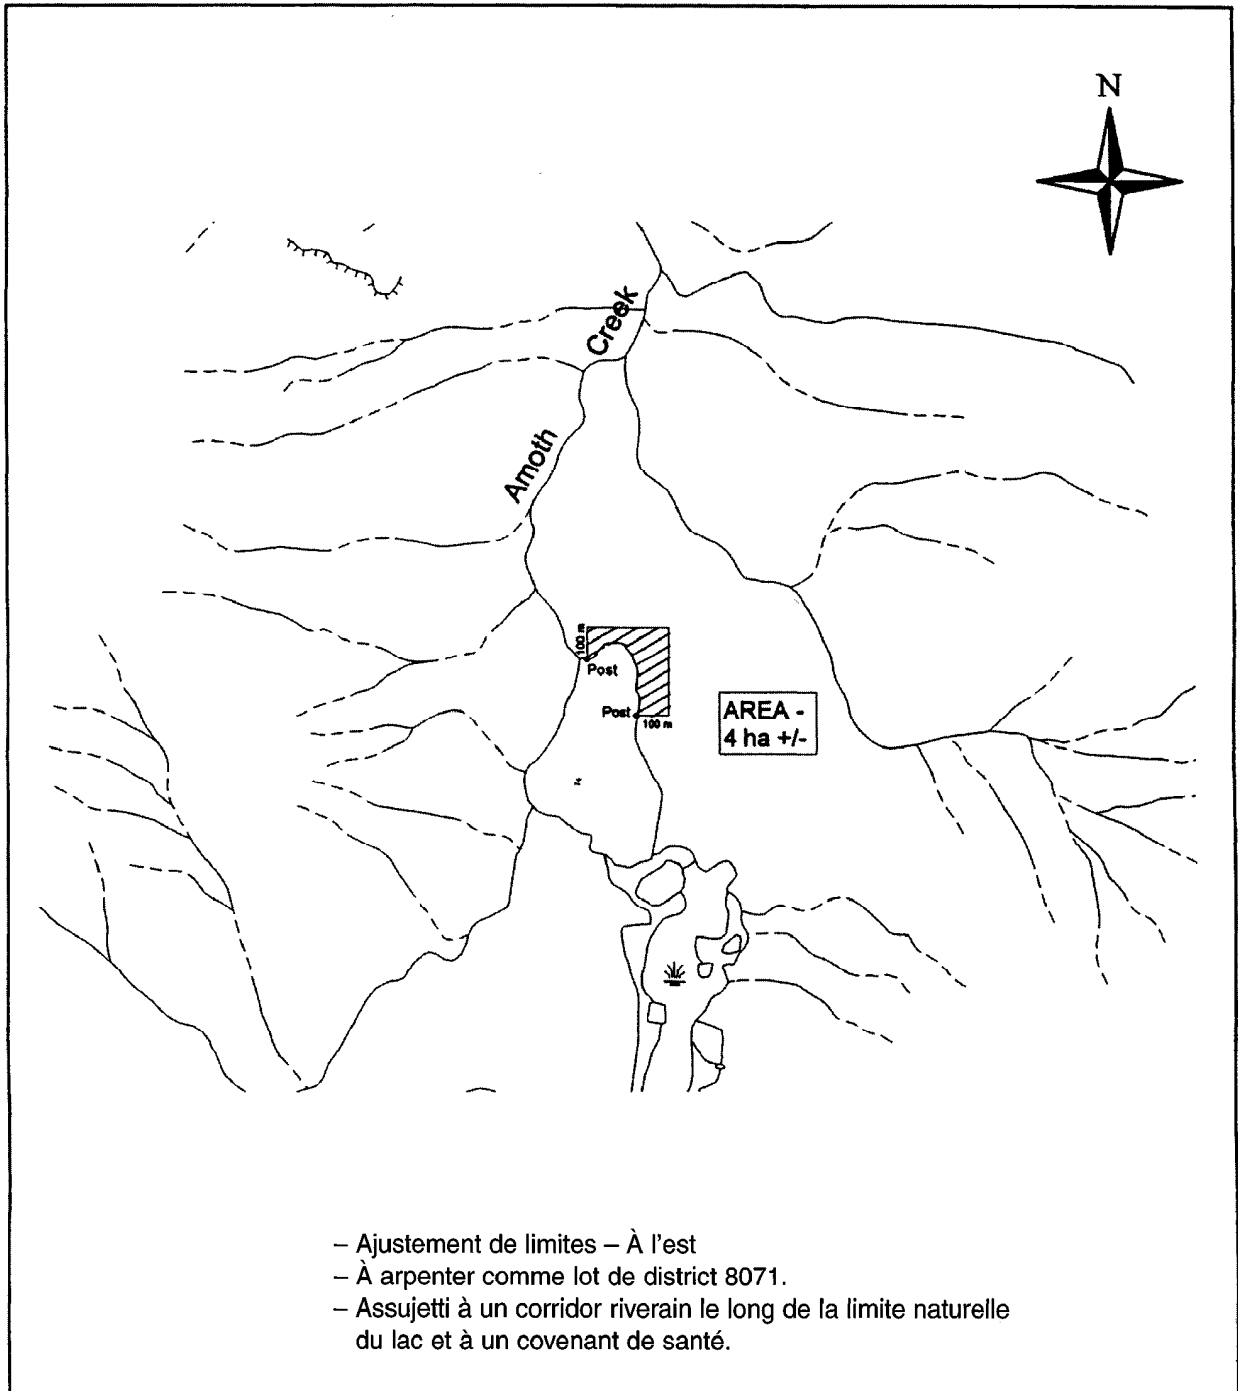 N
Creek
Amoth
100 m
Post
Post
100 m
AREA -
4 ha +/-
– Ajustement de limites – À l'est
– À arpenter comme lot de district 8071.
– Assujetti à un corridor riverain le long de la limite naturelle
du lac et à un covenant de santé.